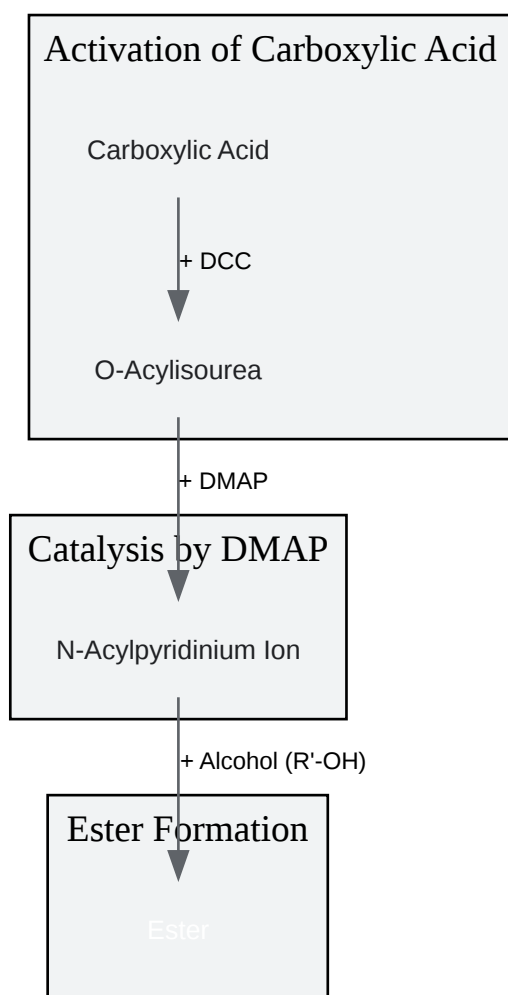 Activation of Carboxylic Acid
Carboxylic Acid
+ DCC
O-Acylisourea
+ DMAP
Catalysis by DMAP
N-Acylpyridinium Ion
+ Alcohol (R'-OH)
Ester Formation
Ester